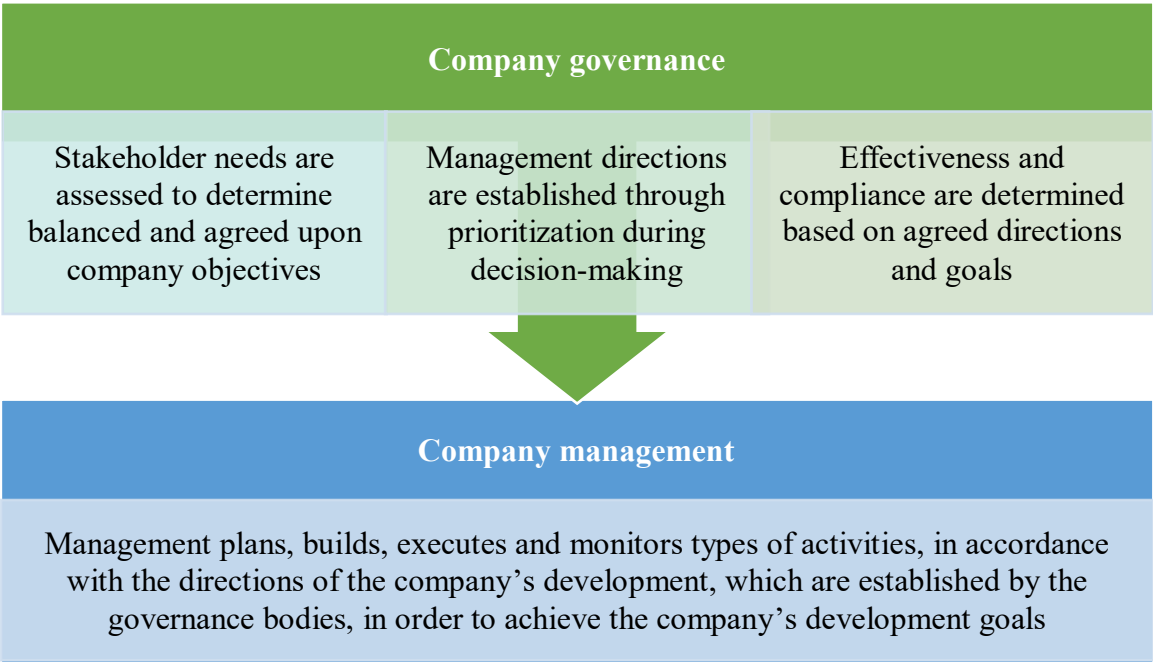 Company governance
Stakeholder needs are
assessed to determine
balanced and agreed upon
company objectives
Management directions
are established through
prioritization during
decision-making
Effectiveness and
compliance are determined
based on agreed directions
and goals
Company management
Management plans, builds, executes and monitors types of activities, in accordance
with the directions of the company’s development, which are established by the
governance bodies, in order to achieve the company’s development goals